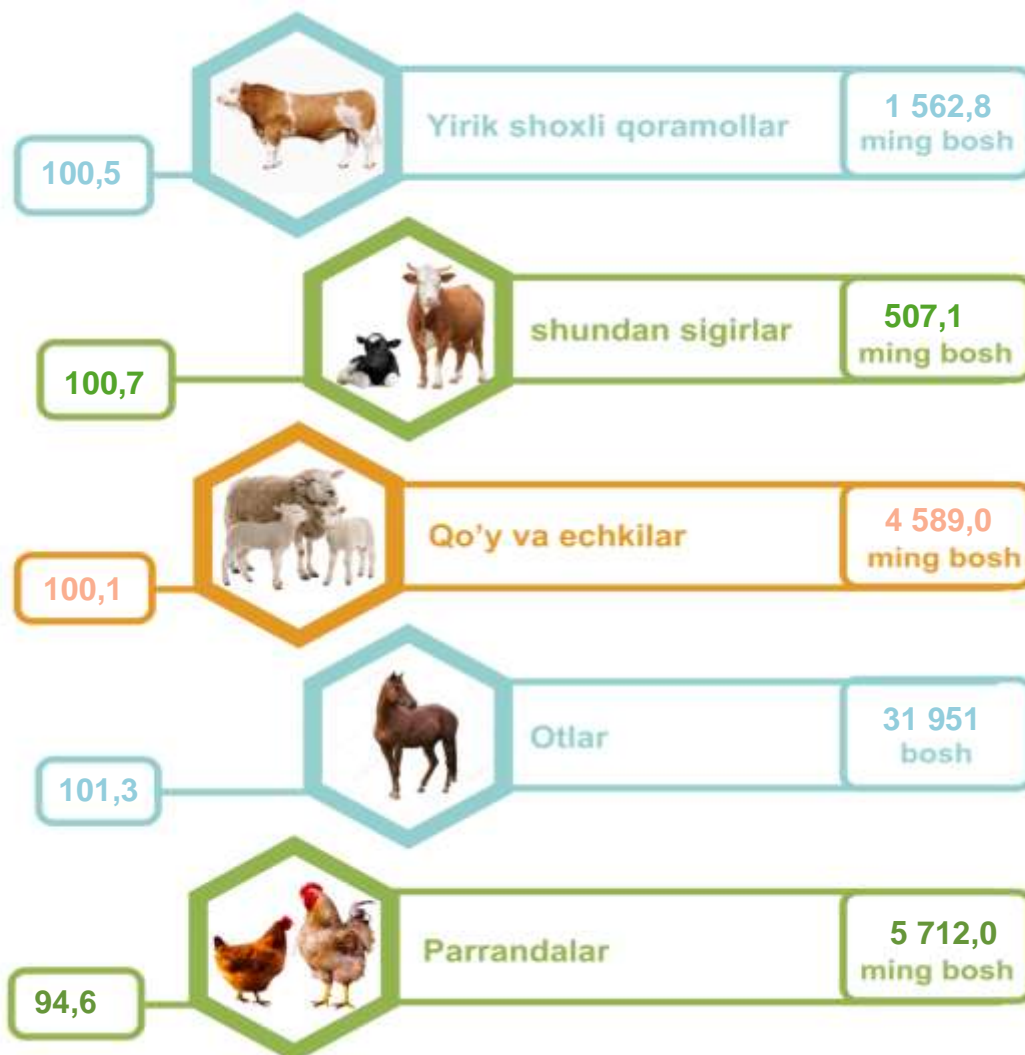 Yirik shoxli qoramollar
1 562,8
ming bosh
100,5
shundan sigirlar
507,1
ming bosh
100,7
Qo'y va echkilar
4 589,0
ming bosh
100,1
Otlar
31 951
bosh
101,3
Parrandalar
5 712,0
ming bosh
94,6